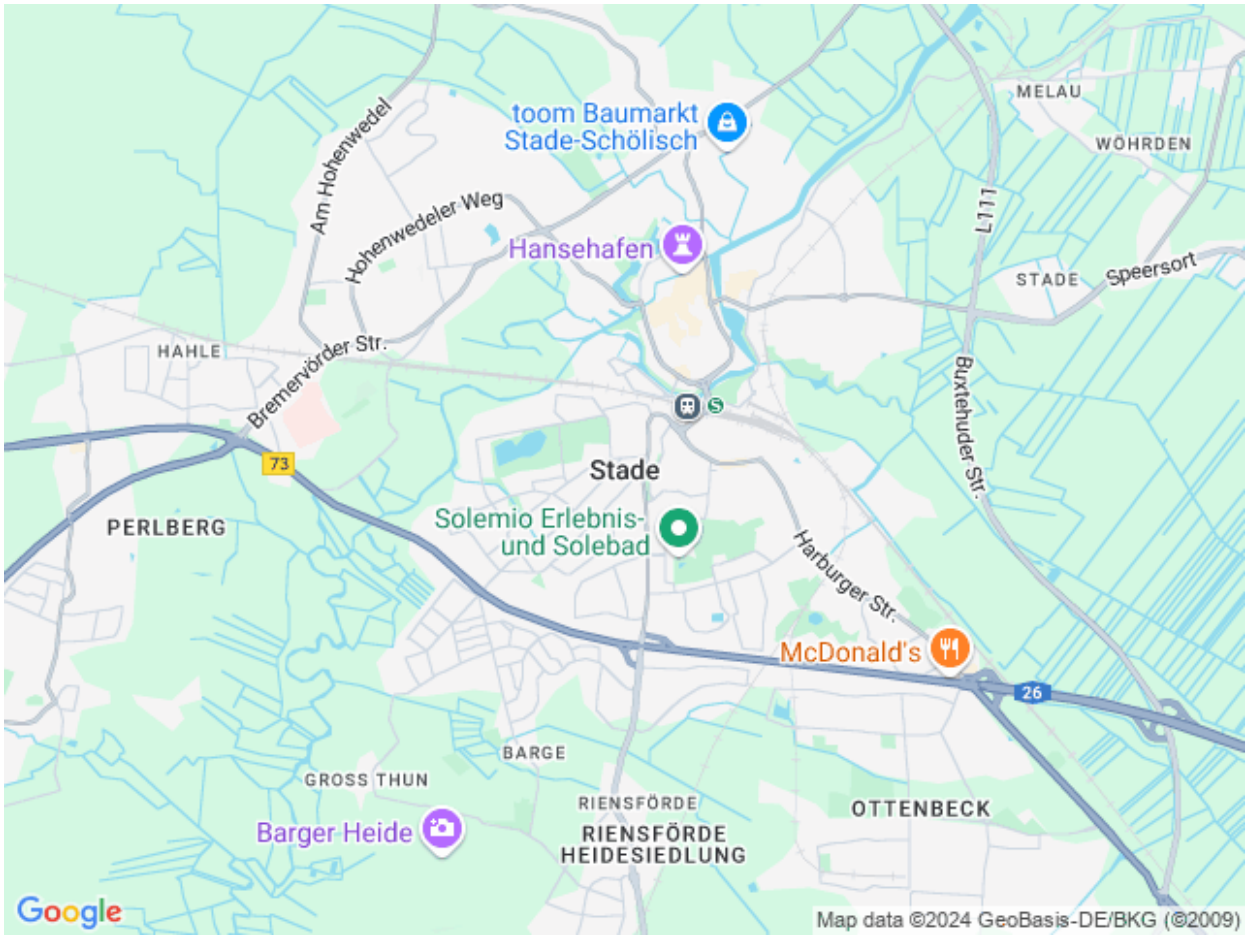 MELAU
toom Baumarkt
Stade-Schölisch
WÖHRDEN
Am Hohenwedel
Hohenwedeler Weg
L111
Hansehafen
STADE
Speersort
HAHLE
Bremervörder Str.
Buxtehuder Str.
S
73
Stade
PERLBERG
Solemio Erlebnis-
und Solebad
Harburger Str.
McDonald's
26
BARGE
GROSS THUN
RIENSFÖRDE
OTTENBECK
Barger Heide
RIENSFÖRDE
HEIDESIEDLUNG
Google
Map data ©2024 GeoBasis-DE/BKG (©2009)